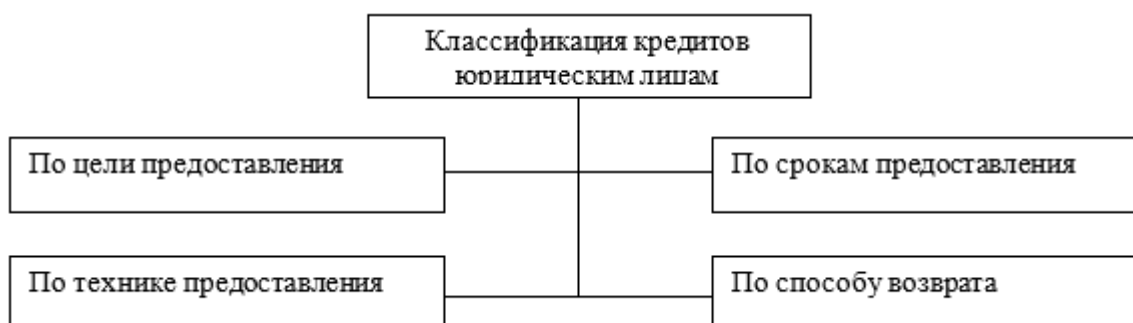 Классификация кредитов
юридическим лицам
По цели предоставления
По срокам предоставления
По технике предоставления
По способу возврата